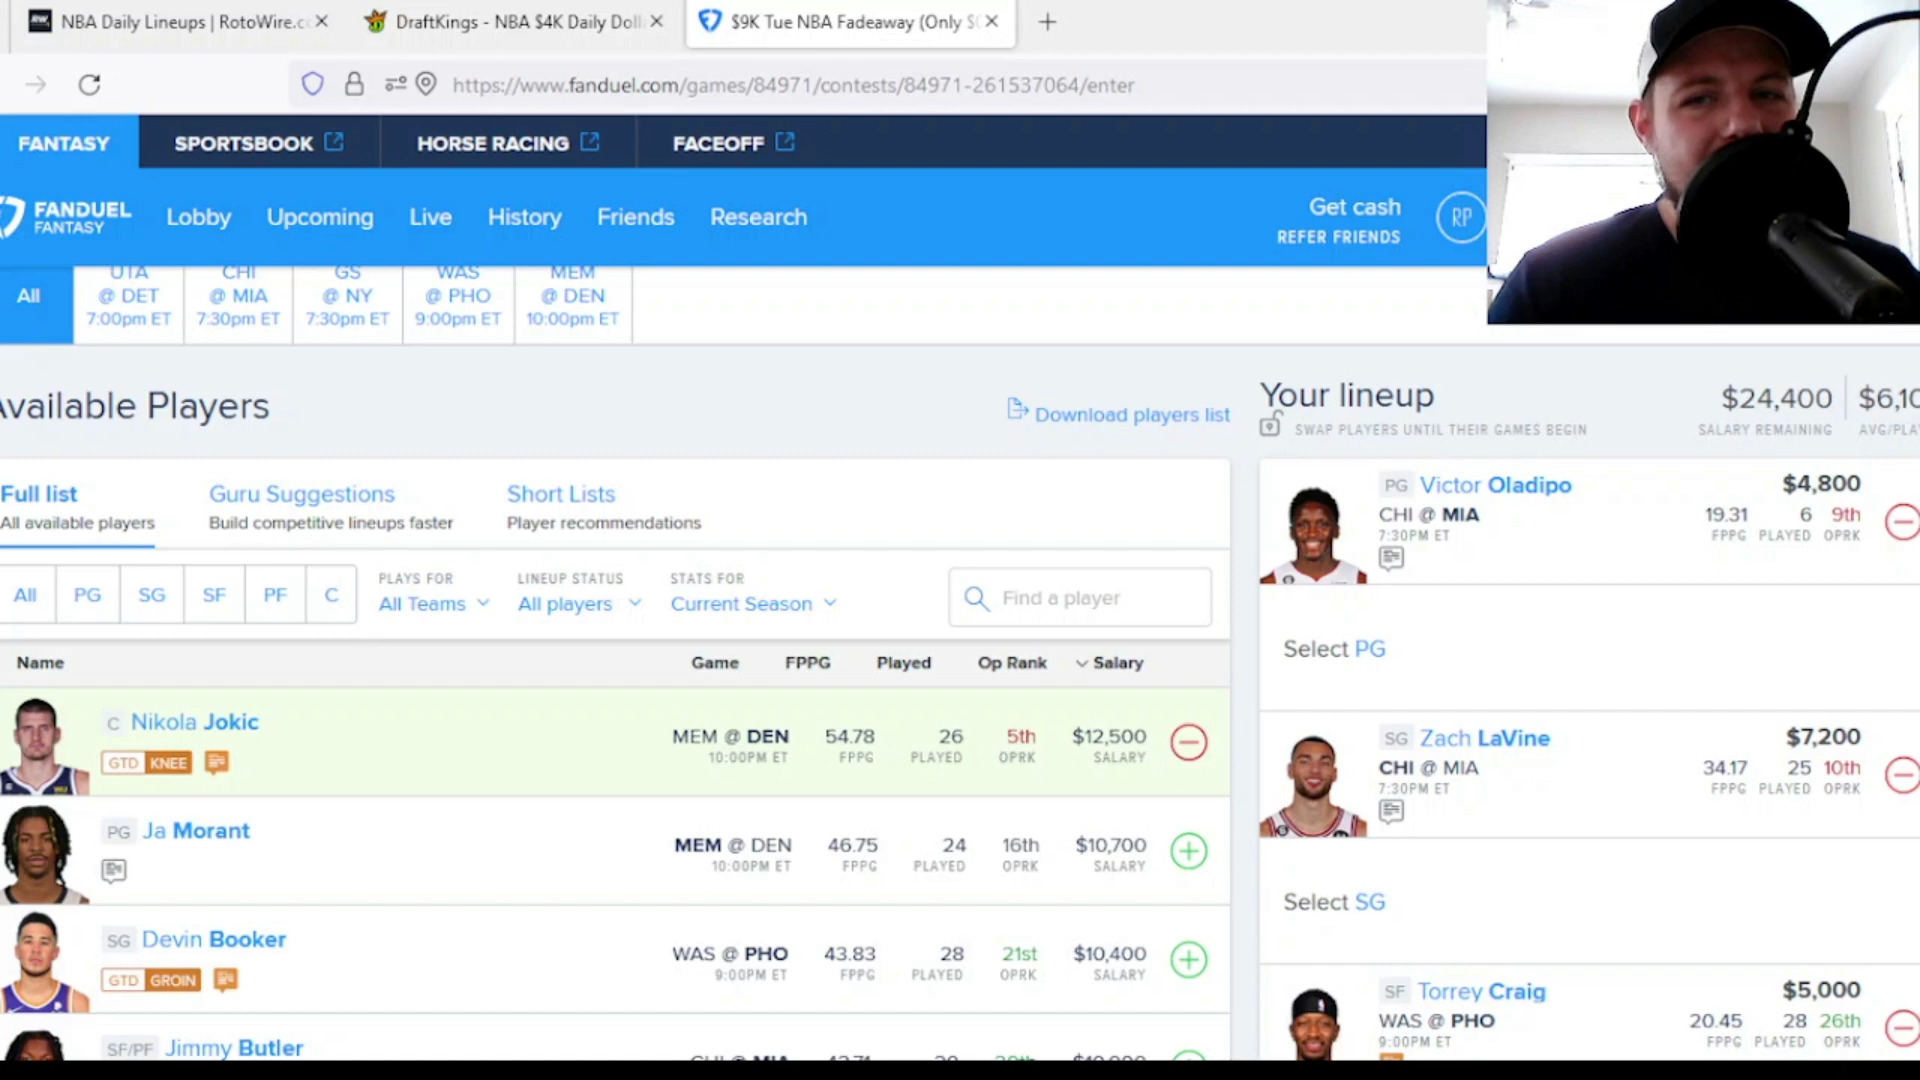 NBA Daily Lineups | RotoWire.c
DraftKings - NBA $4K Daily Doll
$9K Tue NBA Fadeaway (Only $
https://www.fanduel.com/games/84971/contests/84971-261537064/enter
FANTASY
SPORTSBOOK
HORSE RACING
FACEOFF
FANDUEL
FANTASY
Lobby
Upcoming
Live
History
Friends
Research
Get cash
REFER FRIENDS
RP
All
UTA
@ DET
7:00pm ET
CHI
@ MIA
7:30pm ET
GS
@ NY
7:30pm ET
WAS
@ PHO
9:00pm ET
MEM
@ DEN
10:00pm ET
Available Players
Download players list
Full list
All available players
Guru Suggestions
Build competitive lineups faster
Short Lists
Player recommendations
All PG SG SF PF C
PLAYS FOR
All Teams
LINEUP STATUS
All players
STATS FOR
Current Season
Find a player
Name Game FPPG Played Op Rank Salary
C Nikola Jokic
GTD KNEE
MEM @ DEN 54.78 26 5th $12,500
10:00PM ET FPPG PLAYED OPRK SALARY
PG Ja Morant
MEM @ DEN 46.75 24 16th $10,700
10:00PM ET FPPG PLAYED OPRK SALARY
SG Devin Booker
GTD GROIN
WAS @ PHO 43.83 28 21st $10,400
9:00PM ET FPPG PLAYED OPRK SALARY
SF/PF Jimmy Butler
Your lineup
SWAP PLAYERS UNTIL THEIR GAMES BEGIN
$24,400
SALARY REMAINING
$6,10
AVG/PLA
PG Victor Oladipo $4,800
CHI @ MIA 19.31 6 9th
7:30PM ET FPPG PLAYED OPRK
Select PG
SG Zach LaVine $7,200
CHI @ MIA 34.17 25 10th
7:30PM ET FPPG PLAYED OPRK
Select SG
SF Torrey Craig $5,000
WAS @ PHO 20.45 28 26th
9:00PM ET FPPG PLAYED OPRK